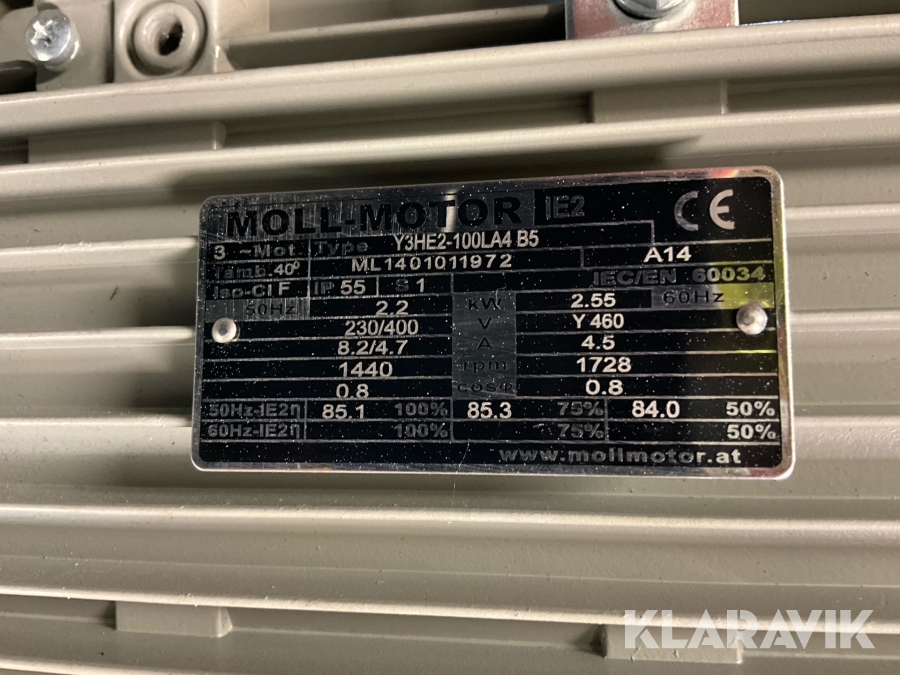 MOLL-MOTOR IE2 CE
3 ~Mot Type Y3HE2-100LA4 B5
Tamb. 40° ML1401011972 A14
Iso-Cl F IP 55 S 1 IEC/EN 60034
50Hz 2.2 kW 2.55 60Hz
230/400 V Y 460
8.2/4.7 A 4.5
1440 rpm 1728
0.8 cosφ 0.8
50Hz-IE2η 85.1 100% 85.3 75% 84.0 50%
60Hz-IE2η 100% 75% 50%
www.mollmotor.at
KLARAVIK